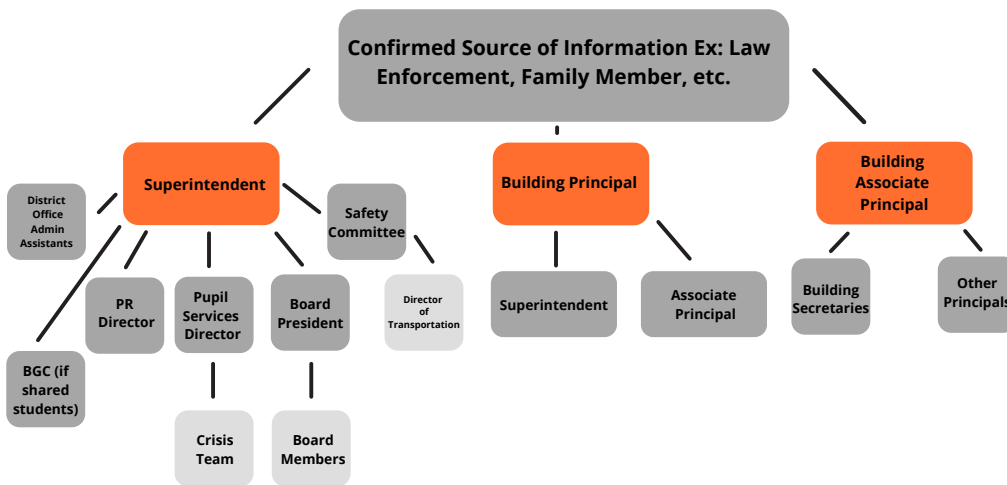 Confirmed Source of Information Ex: Law
Enforcement, Family Member, etc.
Superintendent
Building Principal
Building
Associate
Principal
District
Office
Admin
Assistants
Safety
Committee
PR
Director
Pupil
Services
Director
Board
President
Director
of
Transportation
Superintendent
Associate
Principal
Building
Secretaries
Other
Principals
BGC (if
shared
students)
Crisis
Team
Board
Members